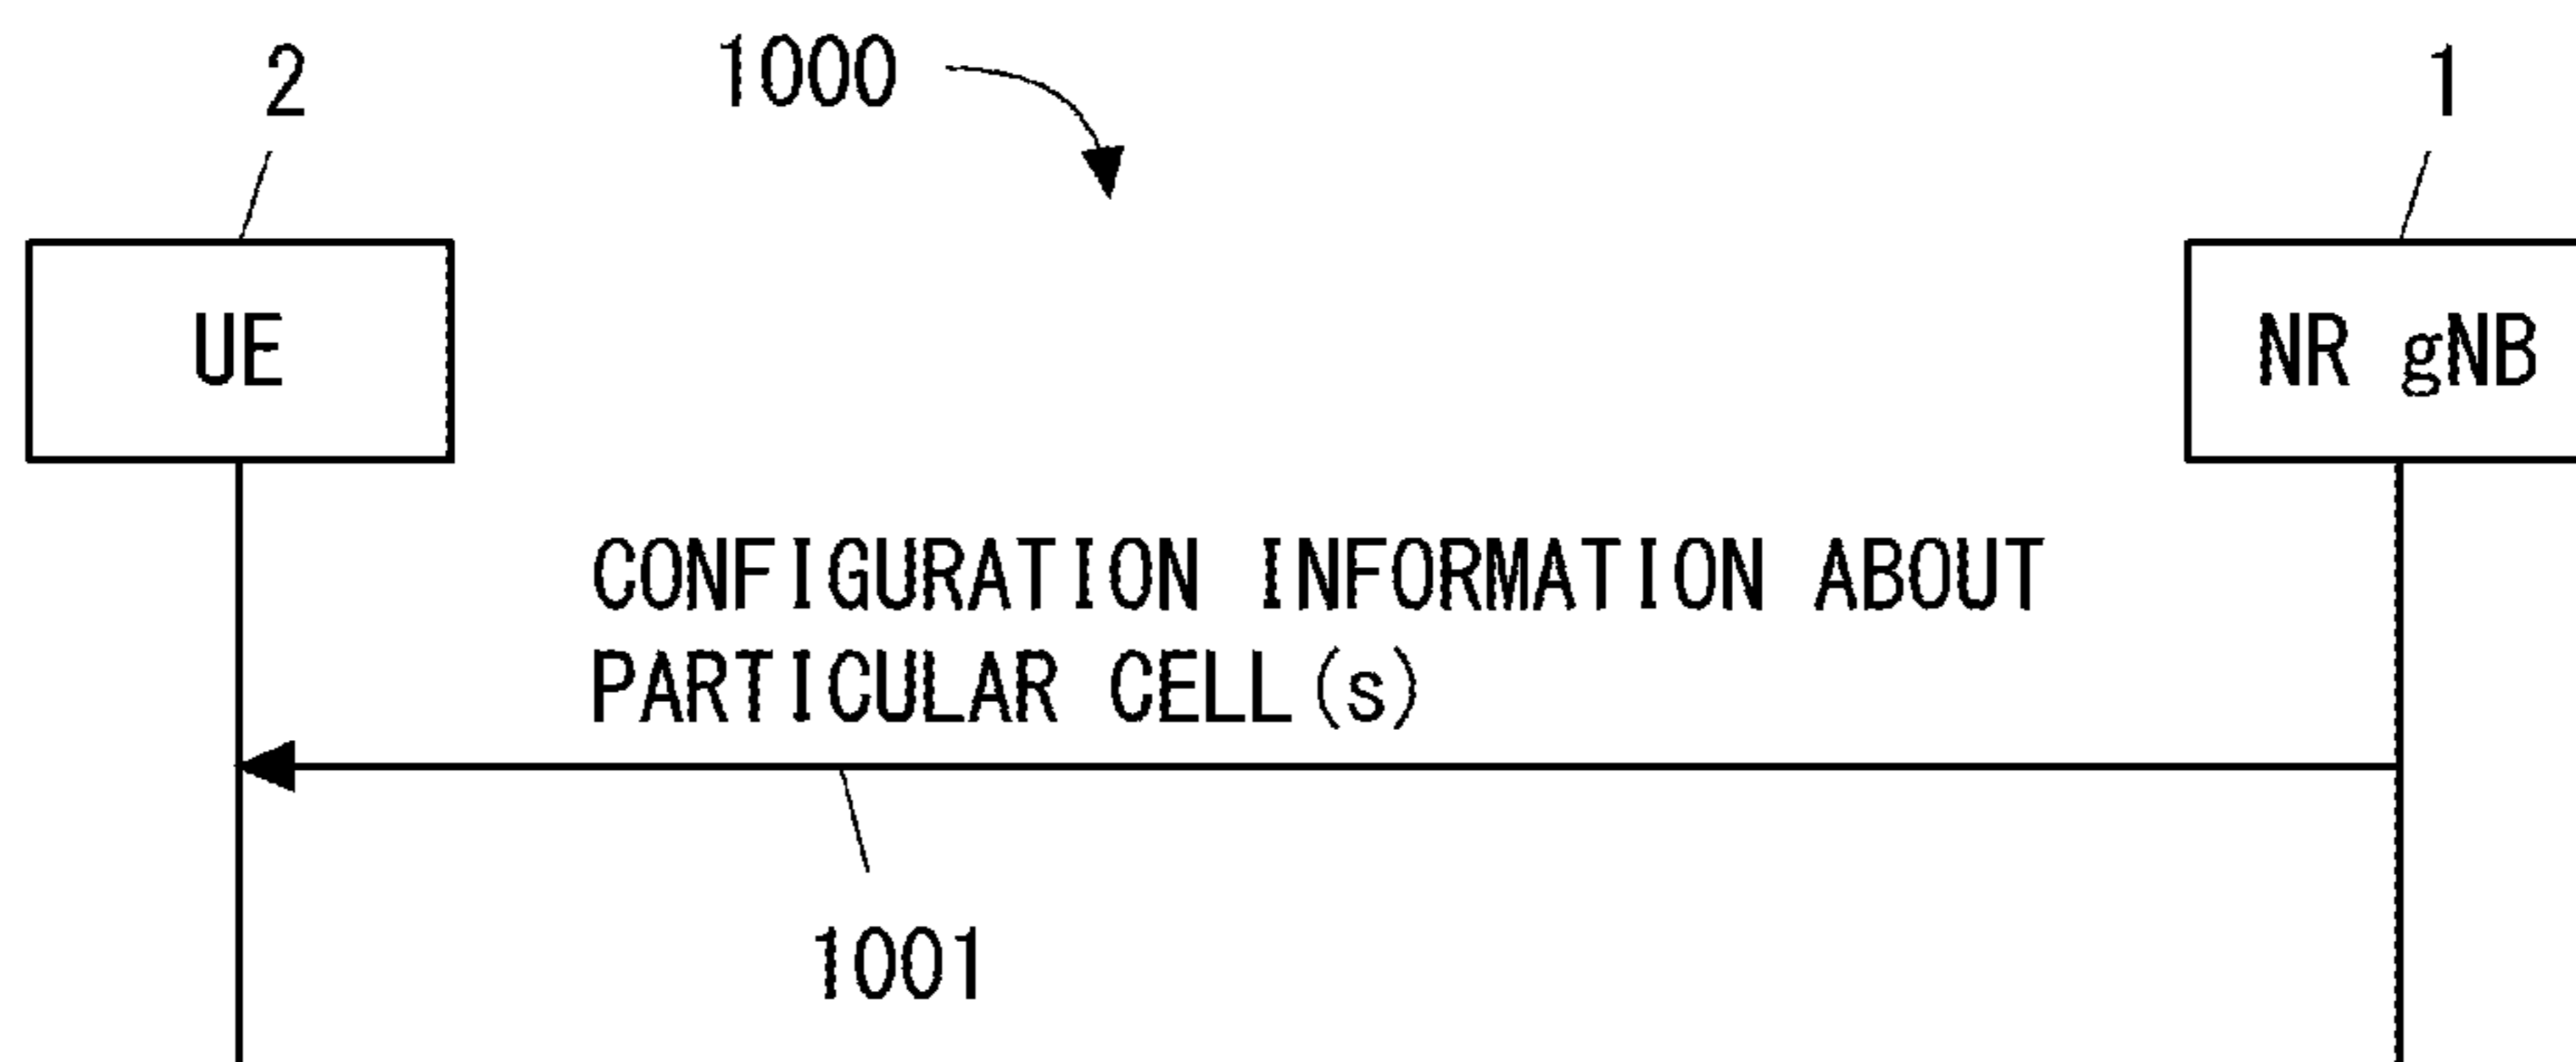 2
1000
1
UE
NR gNB
CONFIGURATION INFORMATION ABOUT
PARTICULAR CELL(s)
1001